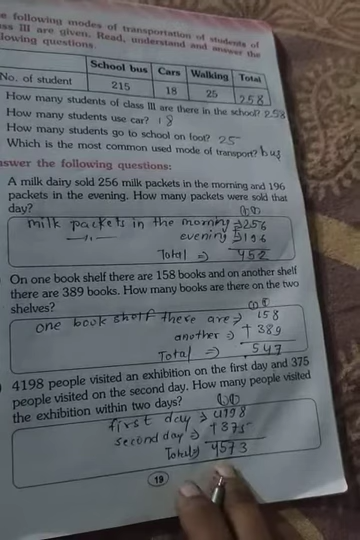 following modes of transportation of students of
ss III are given. Read, understand and answer the
lowing questions.
School bus Cars Walking Total
No. of student 215 18 25 258
How many students of class III are there in the school? 258
How many students use car? 18
How many students go to school on foot? 25
Which is the most common used mode of transport? bus
nswer the following questions:
A milk dairy sold 256 milk packets in the morning and 196
packets in the evening. How many packets were sold that
day?
milk packets in the morning => 256
evening => 196
Total => 452
On one book shelf there are 158 books and on another shelf
there are 389 books. How many books are there on the two
shelves?
one book shelf there are => 158
another => + 389
Total => 547
4198 people visited an exhibition on the first day and 375
people visited on the second day. How many people visited
the exhibition within two days?
first day => 4198
second day => +375
Total => 4573
19